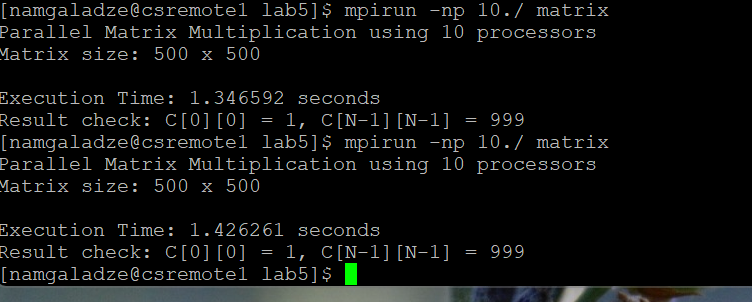 [namgaladze@csremote1 lab5]$ mpirun -np 10./ matrix
Parallel Matrix Multiplication using 10 processors
Matrix size: 500 x 500
Execution Time: 1.346592 seconds
Result check: C[0][0] = 1, C[N-1][N-1] = 999
[namgaladze@csremote1 lab5]$ mpirun -np 10./ matrix
Parallel Matrix Multiplication using 10 processors
Matrix size: 500 x 500
Execution Time: 1.426261 seconds
Result check: C[0][0] = 1, C[N-1][N-1] = 999
[namgaladze@csremote1 lab5]$